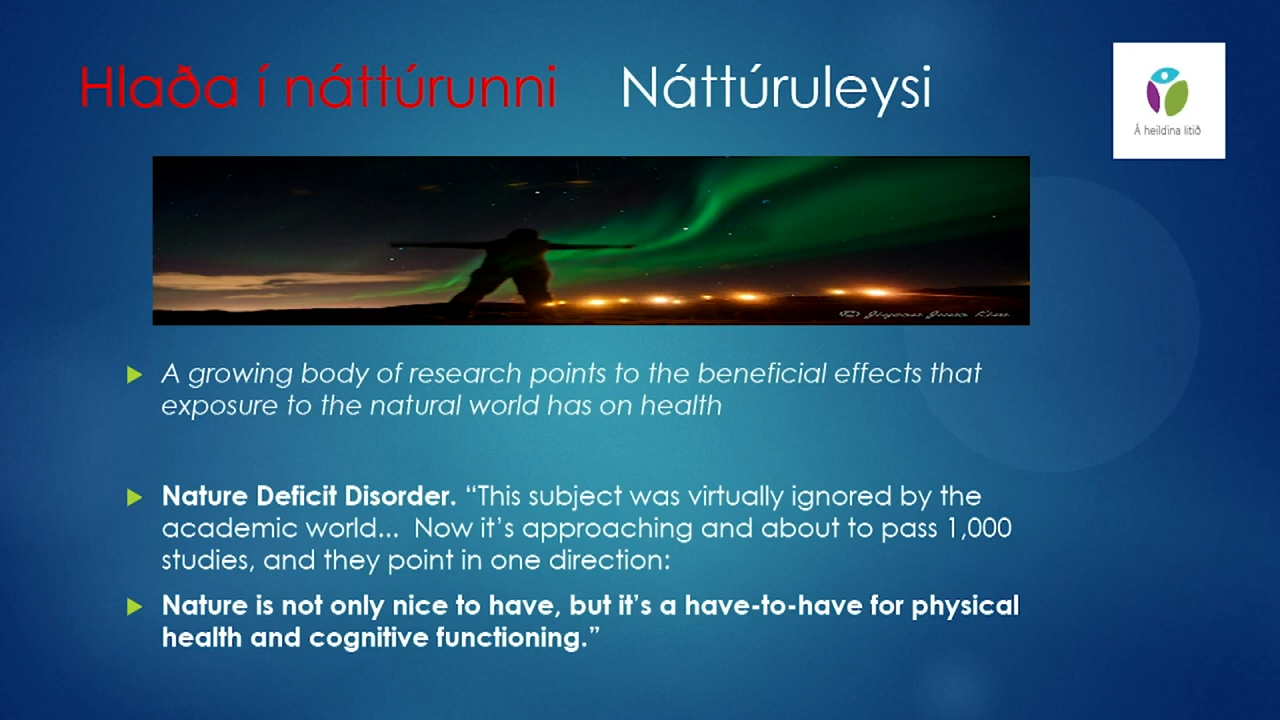 Hlaða í náttúrunni Náttúruleysi
Á heildina litið
A growing body of research points to the beneficial effects that
exposure to the natural world has on health
Nature Deficit Disorder. “This subject was virtually ignored by the
academic world... Now it’s approaching and about to pass 1,000
studies, and they point in one direction:
Nature is not only nice to have, but it’s a have-to-have for physical
health and cognitive functioning.”